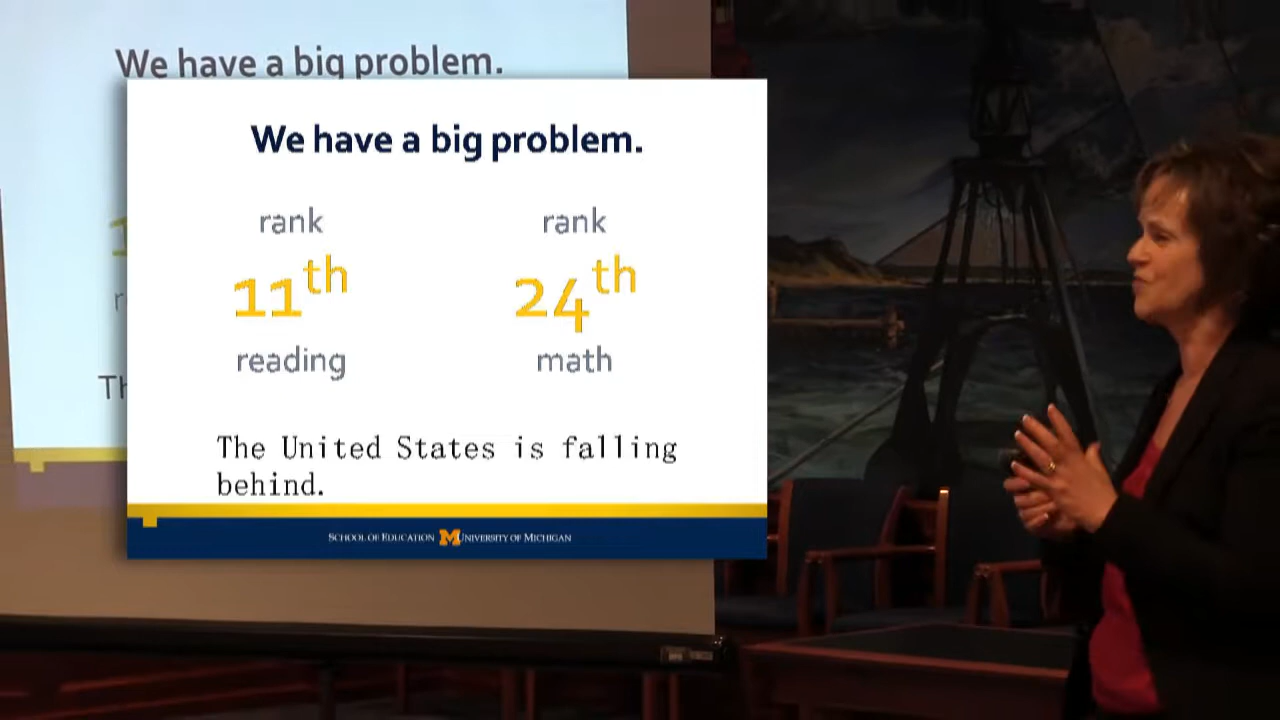 We have a big problem.
We have a big problem.
rank
rank
11th
24th
reading
math
Th
The United States is falling
behind.
SCHOOL OF EDUCATION M UNIVERSITY OF MICHIGAN